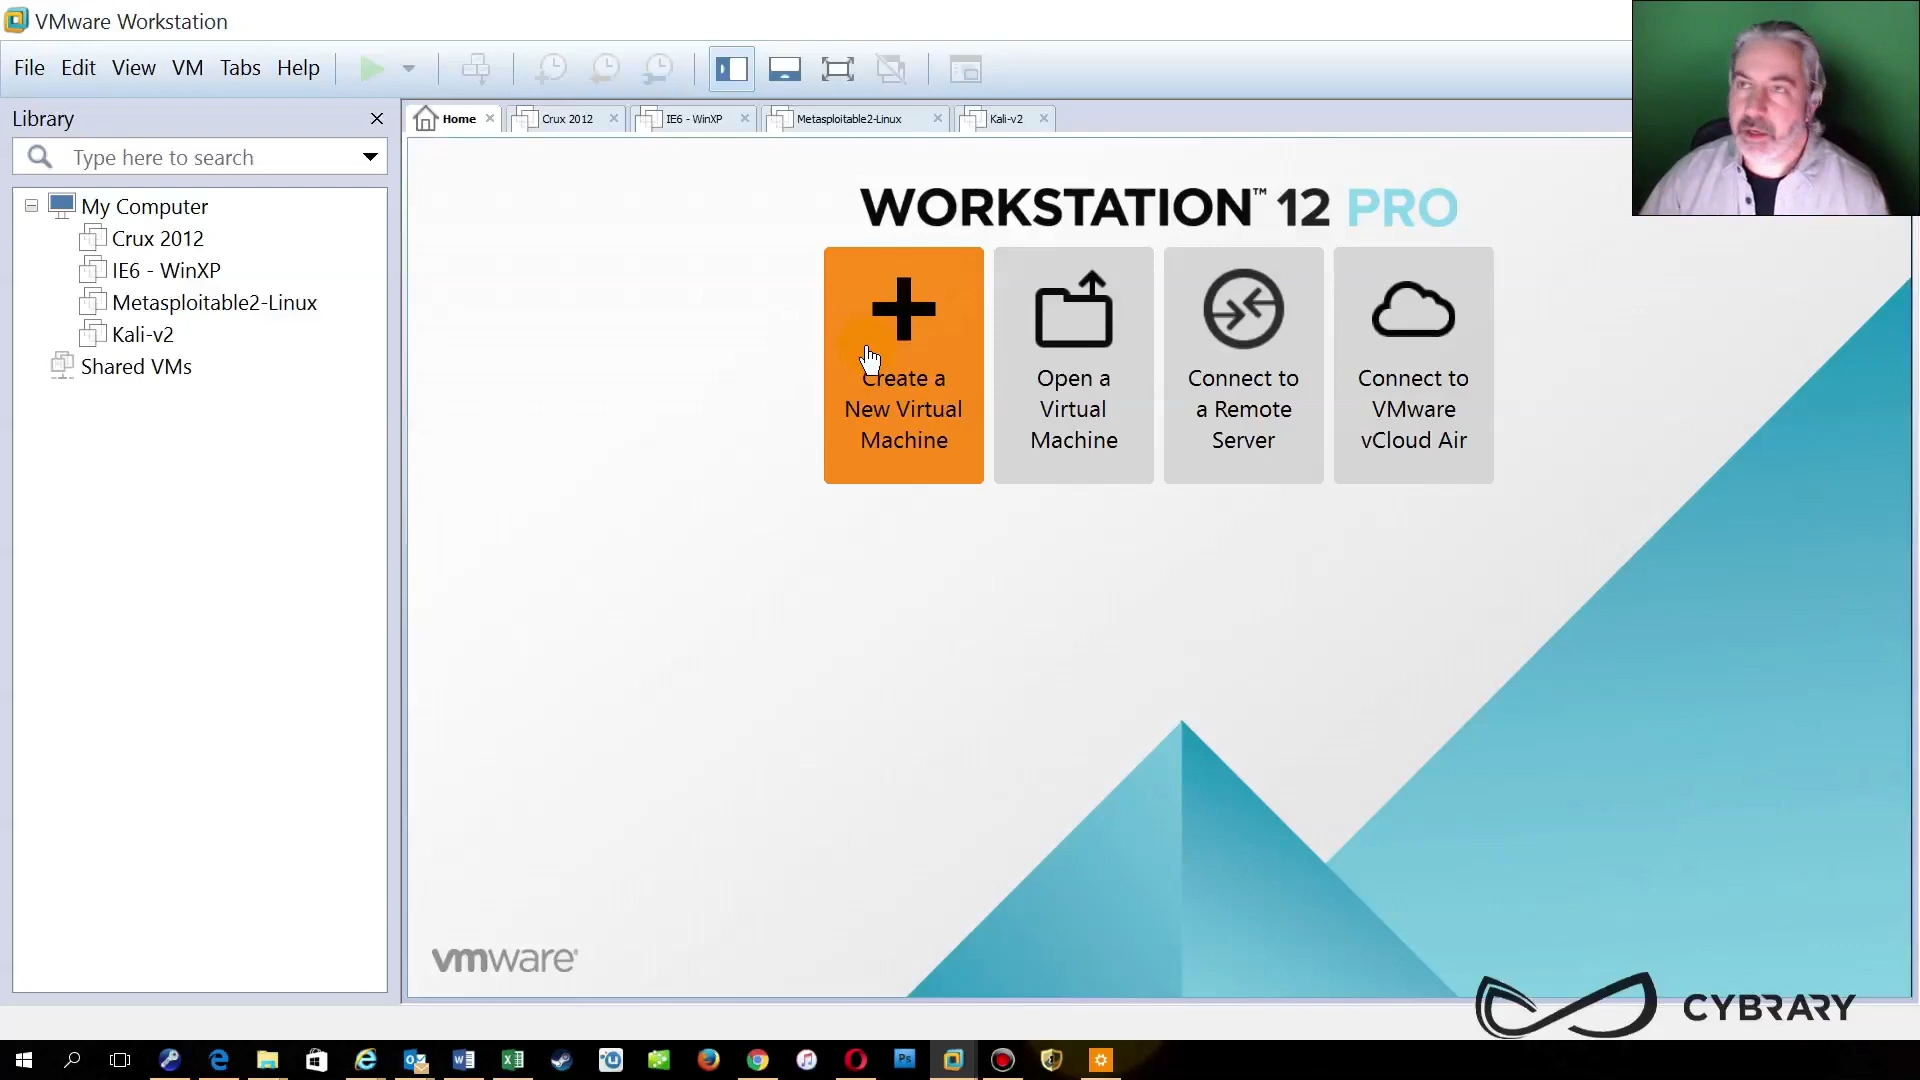 VMware Workstation
File Edit View VM Tabs Help
Library
Type here to search
My Computer
Crux 2012
IE6 - WinXP
Metasploitable2-Linux
Kali-v2
Shared VMs
Home Crux 2012 IE6 - WinXP Metasploitable2-Linux Kali-v2
WORKSTATION™ 12 PRO
Create a
New Virtual
Machine
Open a
Virtual
Machine
Connect to
a Remote
Server
Connect to
VMware
vCloud Air
vmware®
CYBRARY
Ps